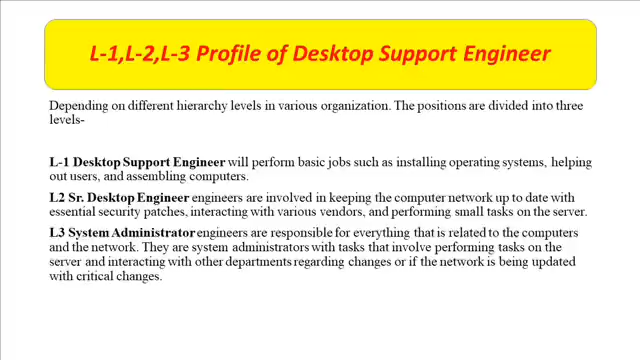 L-1,L-2,L-3 Profile of Desktop Support Engineer
Depending on different hierarchy levels in various organization. The positions are divided into three
levels-
L-1 Desktop Support Engineer will perform basic jobs such as installing operating systems, helping
out users, and assembling computers.
L2 Sr. Desktop Engineer engineers are involved in keeping the computer network up to date with
essential security patches, interacting with various vendors, and performing small tasks on the server.
L3 System Administrator engineers are responsible for everything that is related to the computers
and the network. They are system administrators with tasks that involve performing tasks on the
server and interacting with other departments regarding changes or if the network is being updated
with critical changes.